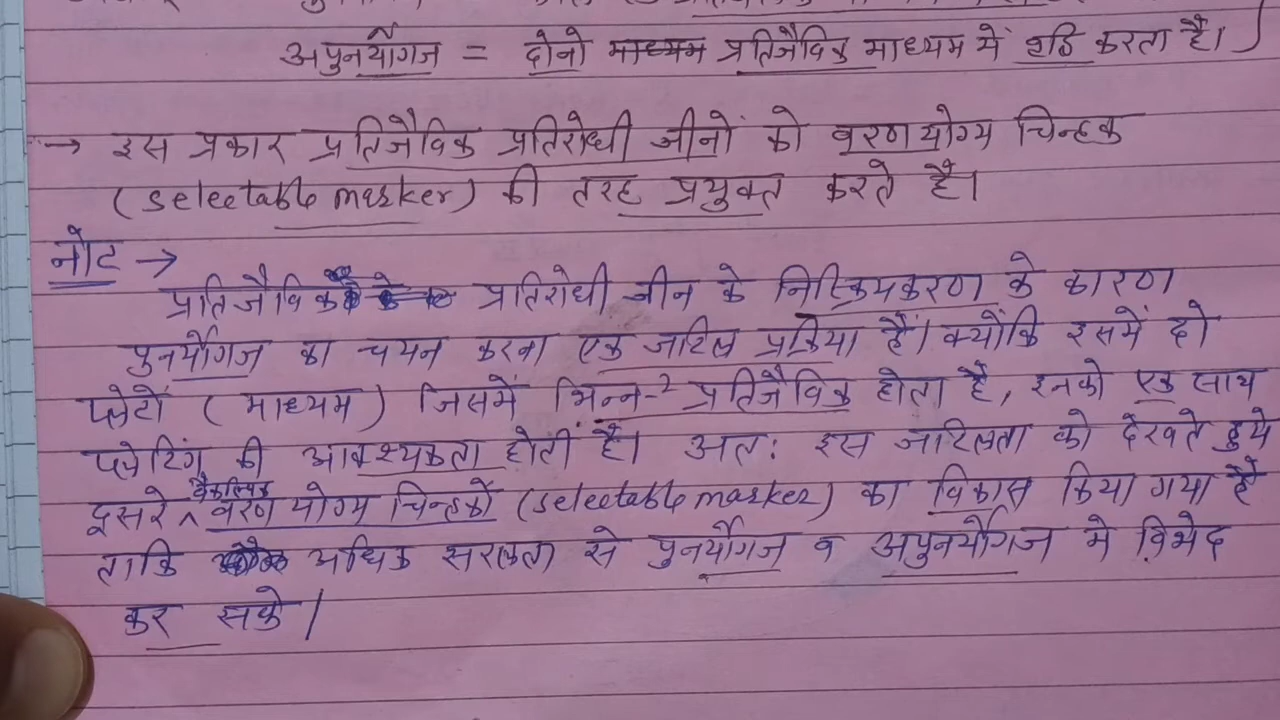 अपुनर्योगज = दोनो माध्यम प्रतिजैविक माध्यम में वृद्धि करता है।
→ इस प्रकार प्रतिजैविक प्रतिरोधी जीनों को वरण योग्य चिन्हक
(selectable marker) की तरह प्रयुक्त करते है।
नोट →
प्रतिजैविक प्रतिरोधी जीन के निष्क्रियकरण के कारण
पुनर्योगज का चयन करना एक जटिल प्रक्रिया हैं। क्योंकि इसमें दो
प्लेटों (माध्यम) जिसमें भिन्न-2 प्रतिजैविक होता है, इनको एक साथ
प्लेटिंग की आवश्यकता होती है। अतः इस जटिलता को देखते हुये
दूसरे ^ वैकल्पिक वरण योग्य चिन्हकों (selectable marker) का विकास किया गया है
ताकि अधिक सरलता से पुनर्योगज व अपुनर्योगज मे विभेद
कर सके।